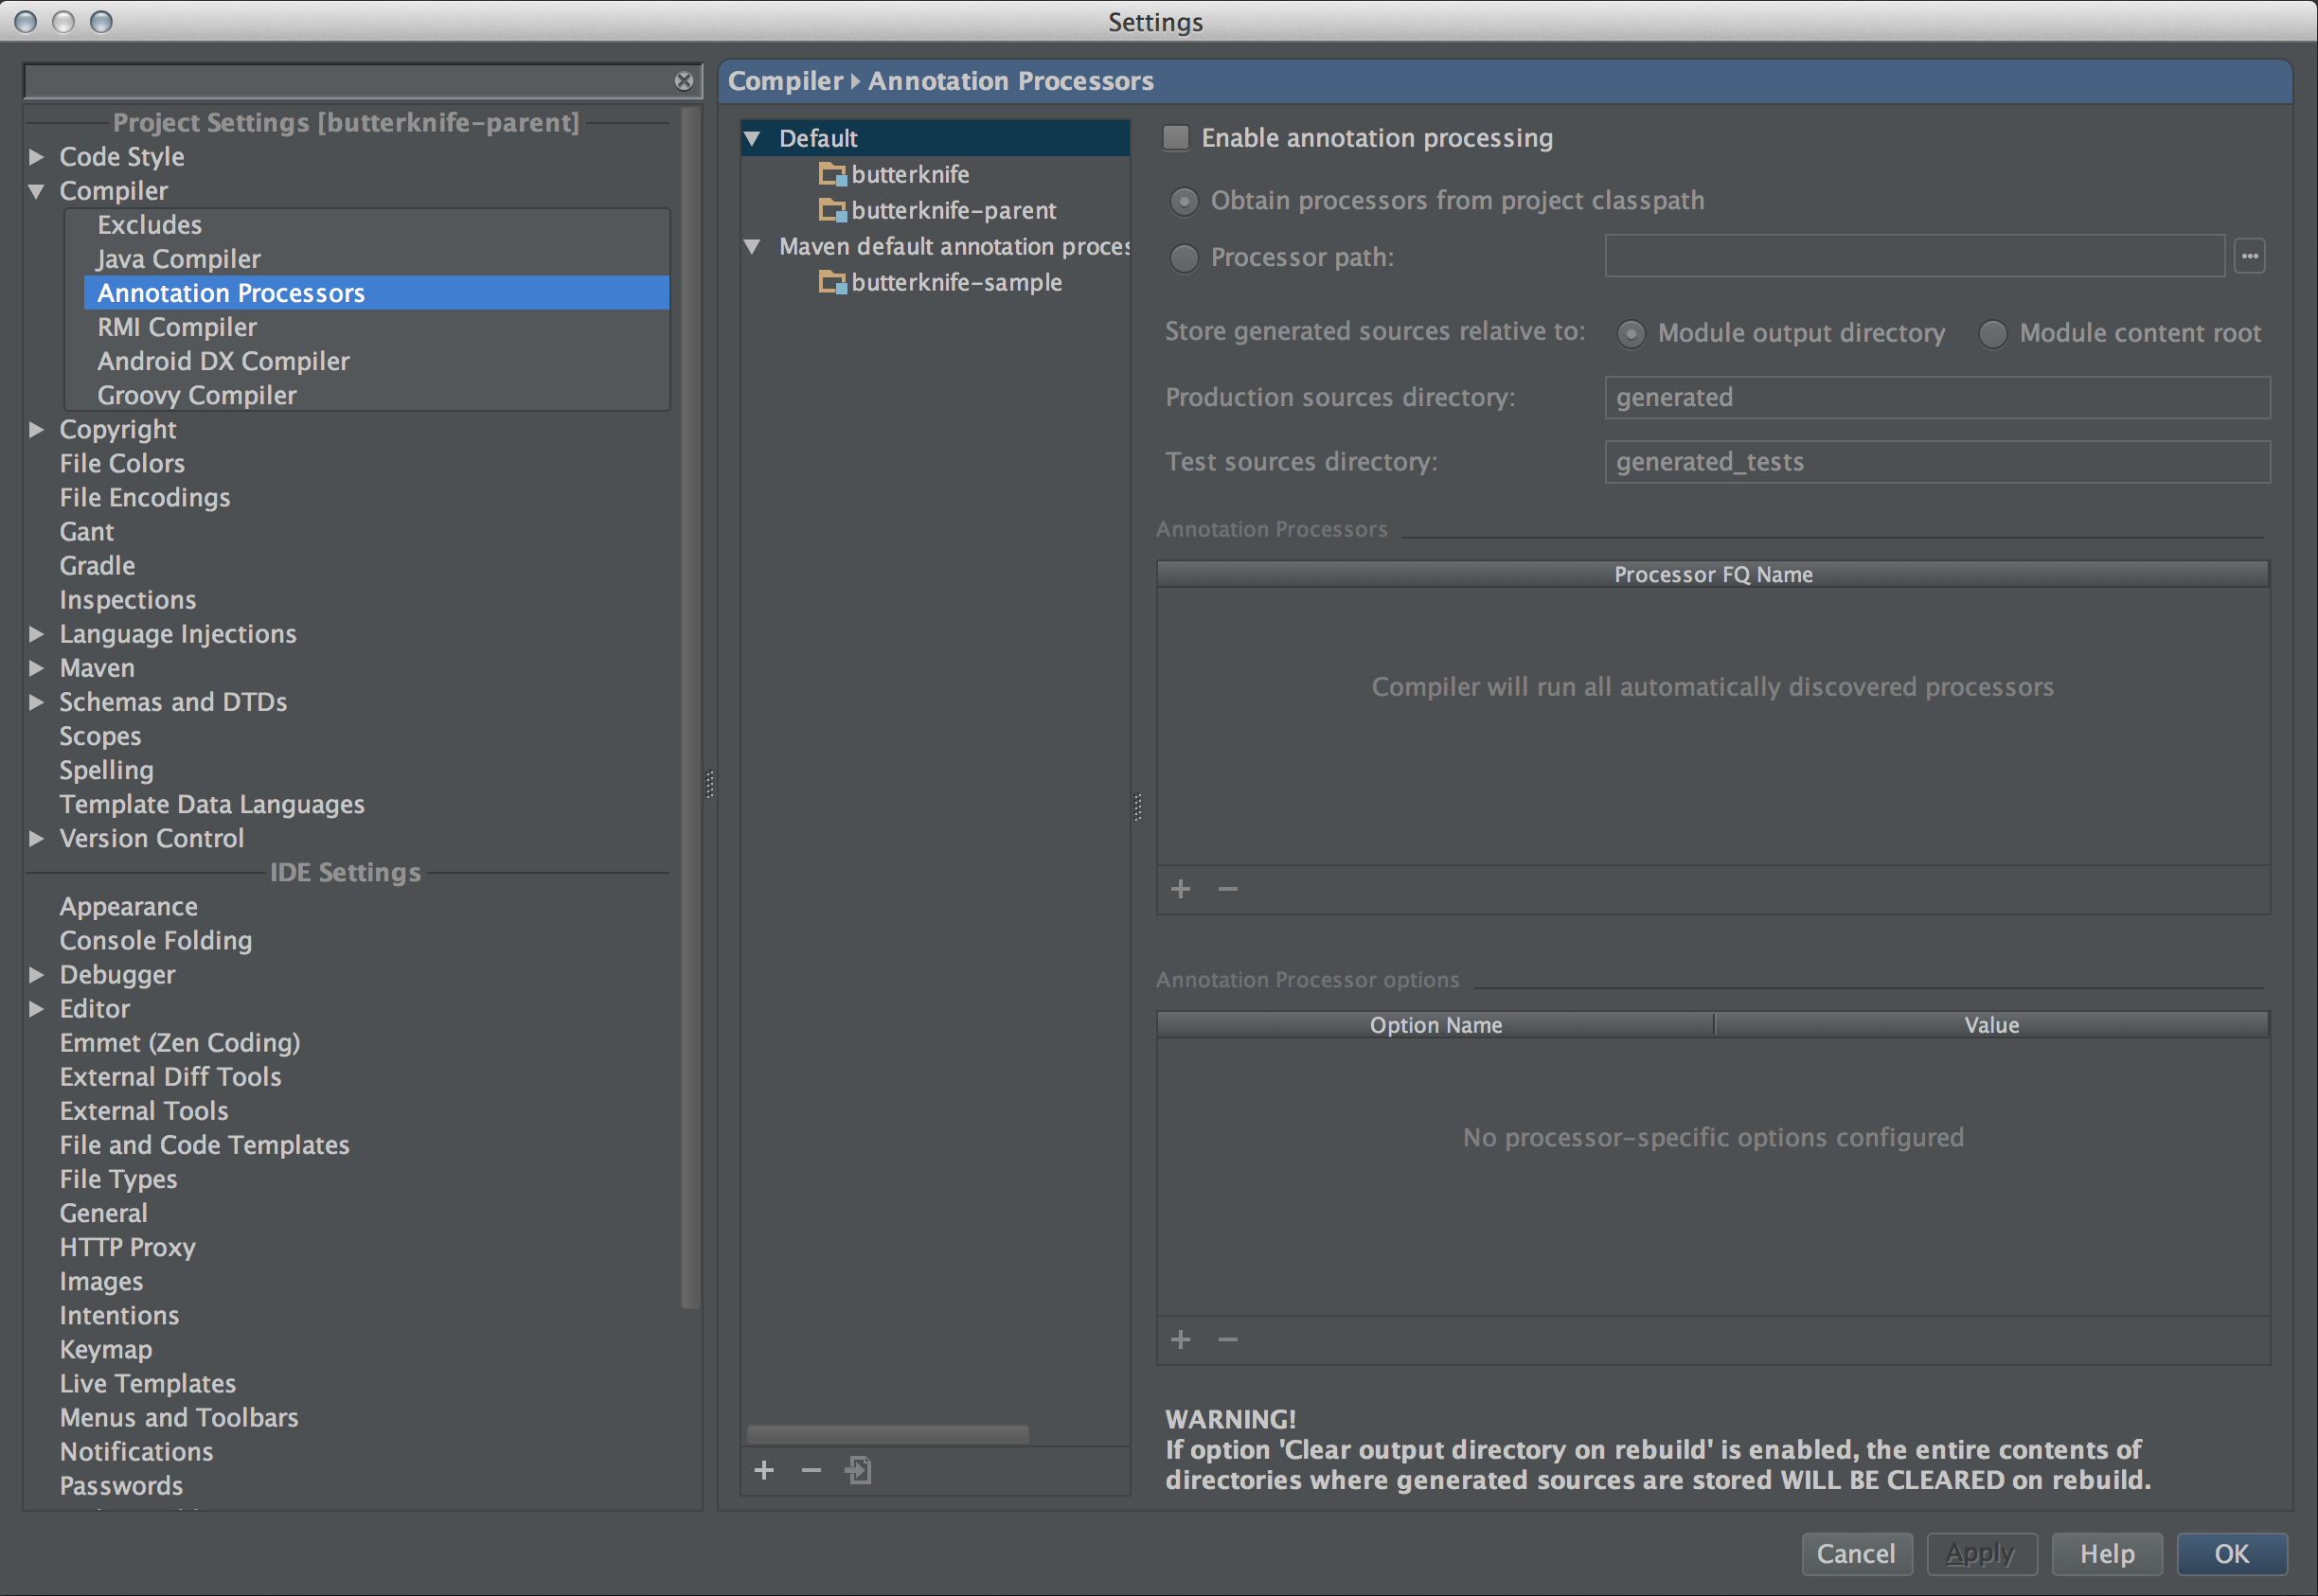 Settings
Project Settings [butterknife-parent]
Code Style
Compiler
Excludes
Java Compiler
Annotation Processors
RMI Compiler
Android DX Compiler
Groovy Compiler
Copyright
File Colors
File Encodings
Gant
Gradle
Inspections
Language Injections
Maven
Schemas and DTDs
Scopes
Spelling
Template Data Languages
Version Control
IDE Settings
Appearance
Console Folding
Debugger
Editor
Emmet (Zen Coding)
External Diff Tools
External Tools
File and Code Templates
File Types
General
HTTP Proxy
Images
Intentions
Keymap
Live Templates
Menus and Toolbars
Notifications
Passwords
Compiler ▸ Annotation Processors
Default
butterknife
butterknife-parent
Maven default annotation proces
butterknife-sample
Enable annotation processing
Obtain processors from project classpath
Processor path:
Store generated sources relative to: Module output directory Module content root
Production sources directory: generated
Test sources directory: generated_tests
Annotation Processors
Processor FQ Name
Compiler will run all automatically discovered processors
Annotation Processor options
Option Name Value
No processor-specific options configured
WARNING!
If option 'Clear output directory on rebuild' is enabled, the entire contents of
directories where generated sources are stored WILL BE CLEARED on rebuild.
Cancel Apply Help OK